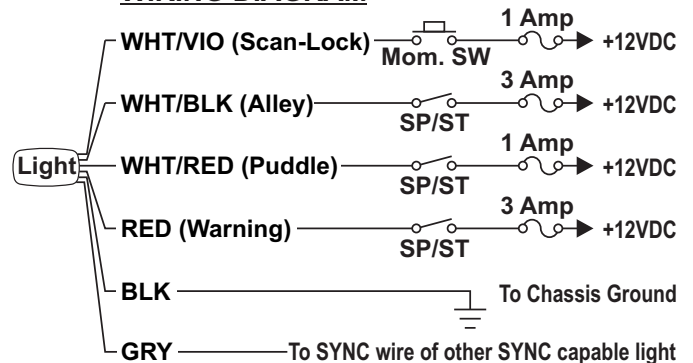 WIRING DIAGRAM
WHT/VIO (Scan-Lock) Mom. SW 1 Amp +12VDC
WHT/BLK (Alley) SP/ST 3 Amp +12VDC
Light
WHT/RED (Puddle) SP/ST 1 Amp +12VDC
RED (Warning) SP/ST 3 Amp +12VDC
BLK To Chassis Ground
GRY To SYNC wire of other SYNC capable light